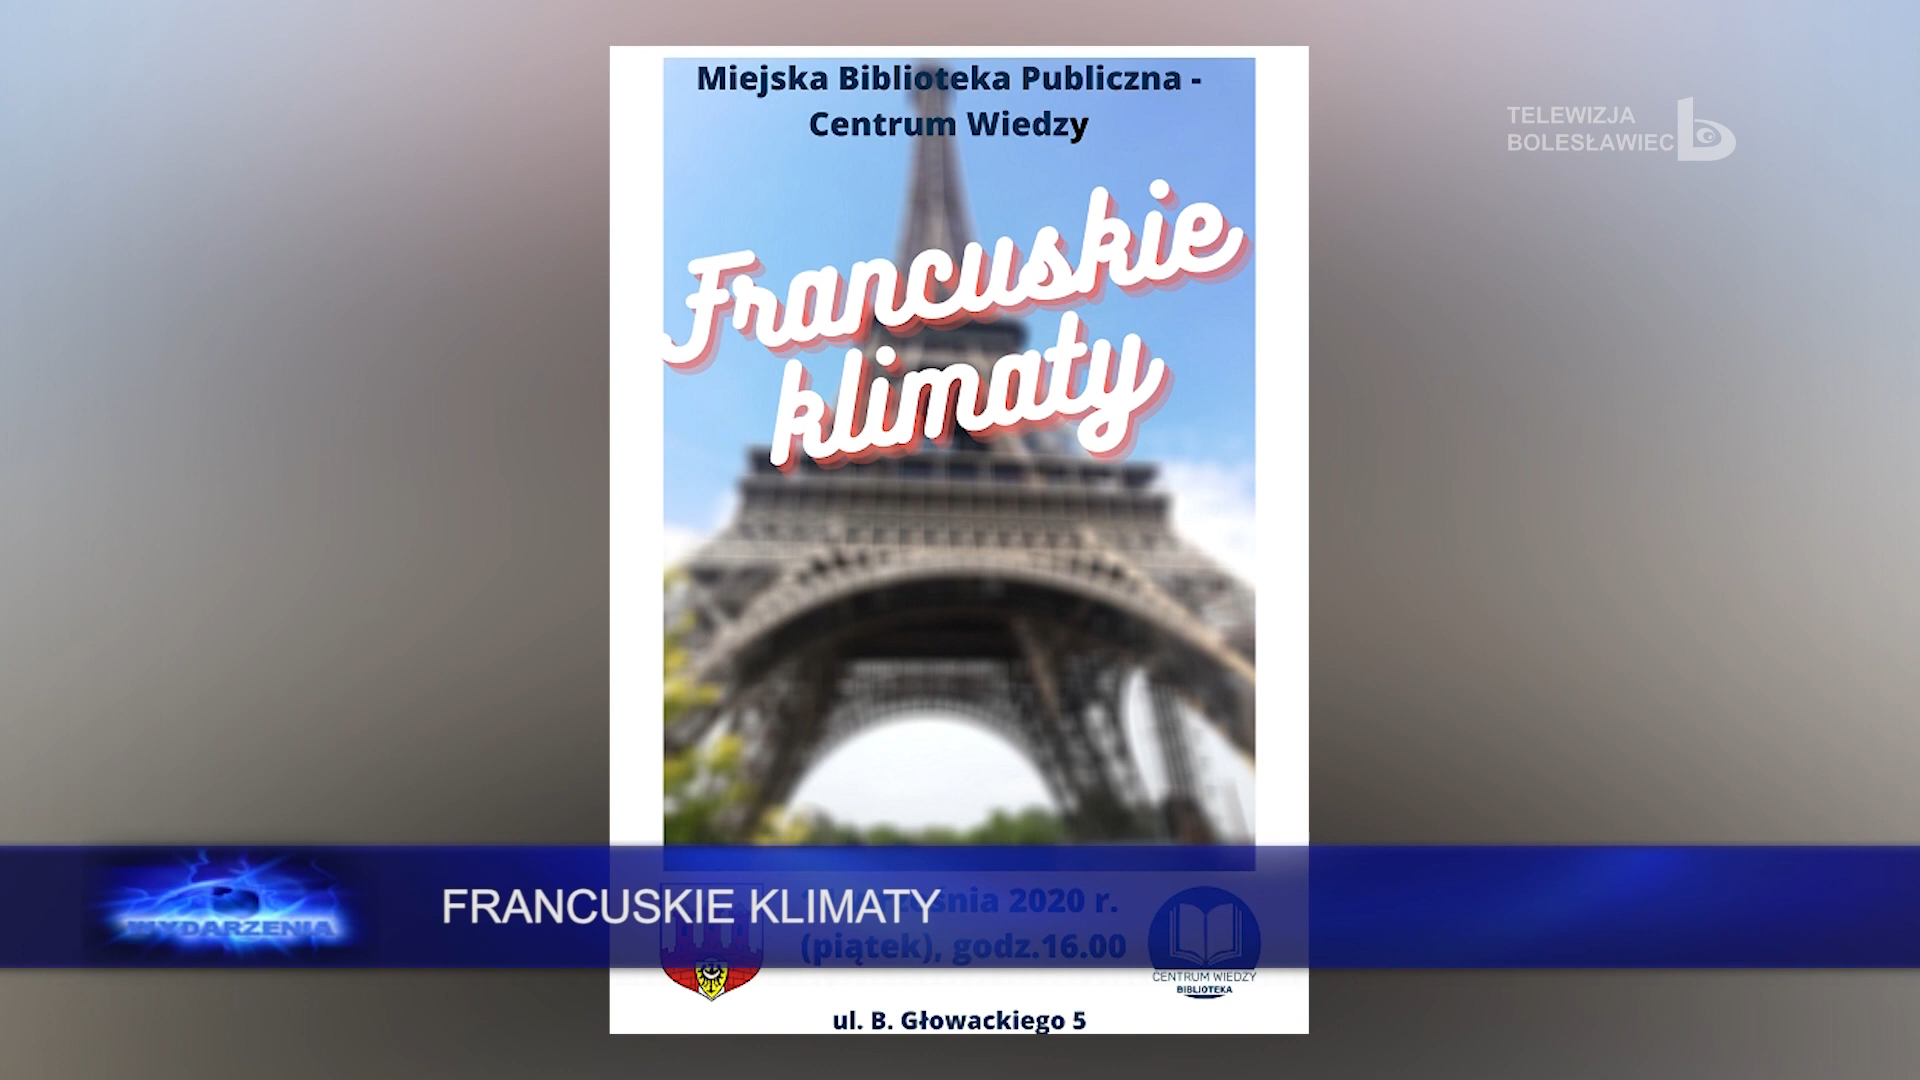 Miejska Biblioteka Publiczna -
Centrum Wiedzy
TELEWIZJA
BOLESŁAWIEC
Francuskie
klimaty
WYDARZENIA
FRANCUSKIE KLIMATY
2020 r.
(piątek), godz.16.00
CENTRUM WIEDZY
BIBLIOTEKA
ul. B. Głowackiego 5